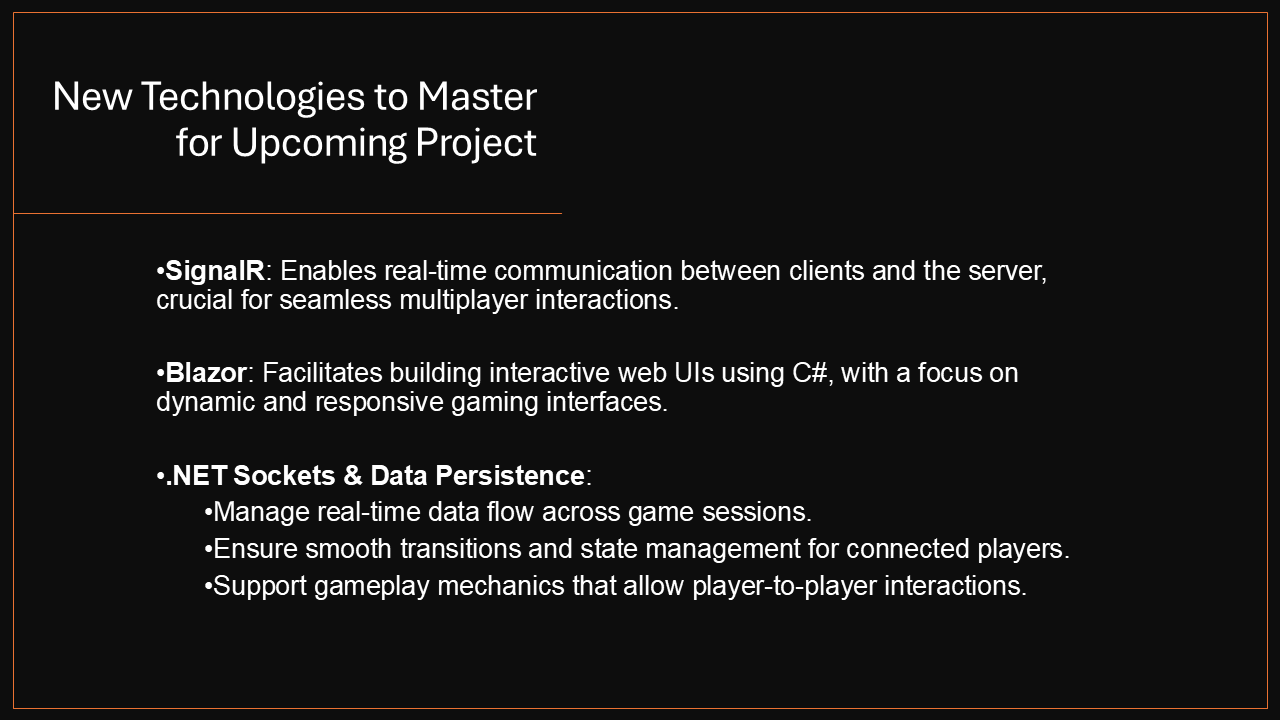 New Technologies to Master
for Upcoming Project
•SignalR: Enables real-time communication between clients and the server,
crucial for seamless multiplayer interactions.
•Blazor: Facilitates building interactive web UIs using C#, with a focus on
dynamic and responsive gaming interfaces.
•.NET Sockets & Data Persistence:
•Manage real-time data flow across game sessions.
•Ensure smooth transitions and state management for connected players.
•Support gameplay mechanics that allow player-to-player interactions.